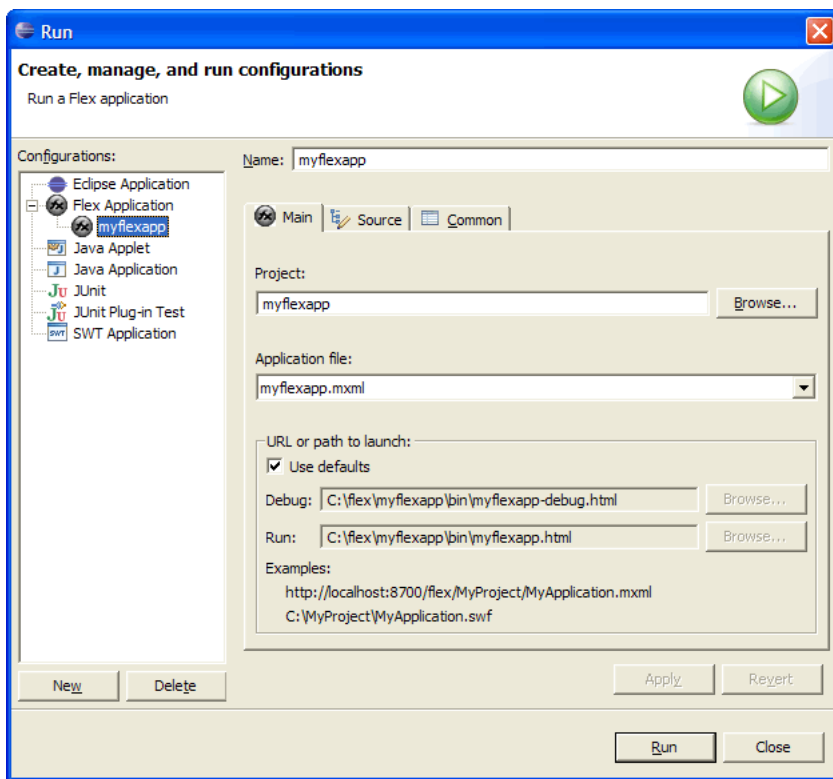 Run
Create, manage, and run configurations
Run a Flex application
Configurations:
Eclipse Application
Flex Application
myflexapp
Java Applet
Java Application
JUnit
JUnit Plug-in Test
SWT Application
New Delete
Name: myflexapp
Main Source Common
Project:
myflexapp Browse...
Application file:
myflexapp.mxml
URL or path to launch:
Use defaults
Debug: C:\flex\myflexapp\bin\myflexapp-debug.html Browse...
Run: C:\flex\myflexapp\bin\myflexapp.html Browse...
Examples:
http://localhost:8700/flex/MyProject/MyApplication.mxml
C:\MyProject\MyApplication.swf
Apply Revert
Run Close